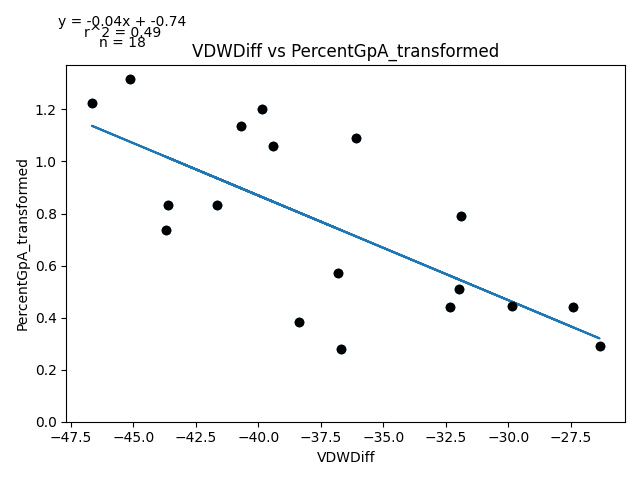 y = -0.04x + -0.74
r^2 = 0.49
n = 18
VDWDiff vs PercentGpA_transformed
PercentGpA_transformed
1.2
1.0
0.8
0.6
0.4
0.2
0.0
−47.5 −45.0 −42.5 −40.0 −37.5 −35.0 −32.5 −30.0 −27.5
VDWDiff